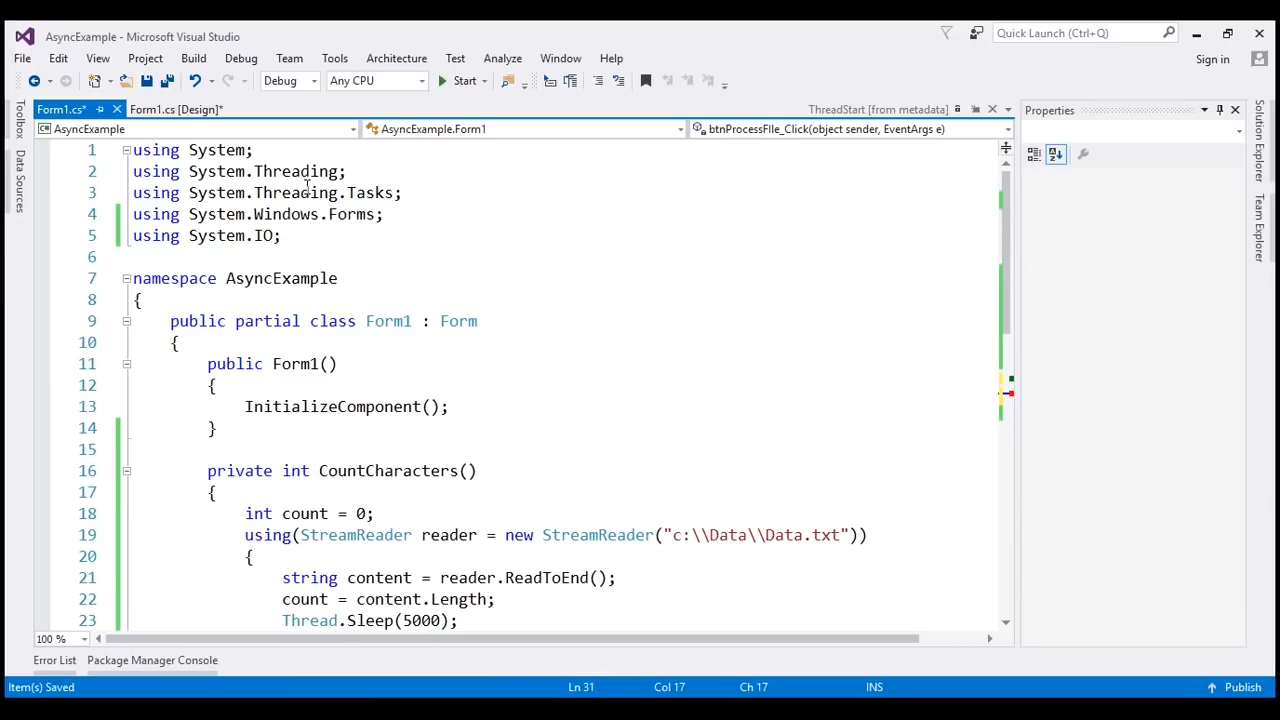 AsyncExample - Microsoft Visual Studio
Quick Launch (Ctrl+Q)
File Edit View Project Build Debug Team Tools Test Architecture Analyze Window Help
Sign in
Debug Any CPU Start
Toolbox
Data Sources
Form1.cs* Form1.cs [Design]* ThreadStart [from metadata]
AsyncExample AsyncExample.Form1 btnProcessFIle_Click(object sender, EventArgs e)
1 using System;
2 using System.Threading;
3 using System.Threading.Tasks;
4 using System.Windows.Forms;
5 using System.IO;
6
7 namespace AsyncExample
8 {
9 public partial class Form1 : Form
10 {
11 public Form1()
12 {
13 InitializeComponent();
14 }
15
16 private int CountCharacters()
17 {
18 int count = 0;
19 using(StreamReader reader = new StreamReader("c:\\Data\\Data.txt"))
20 {
21 string content = reader.ReadToEnd();
22 count = content.Length;
23 Thread.Sleep(5000);
100 %
Properties
Solution Explorer
Team Explorer
Error List Package Manager Console
Item(s) Saved Ln 31 Col 17 Ch 17 INS Publish